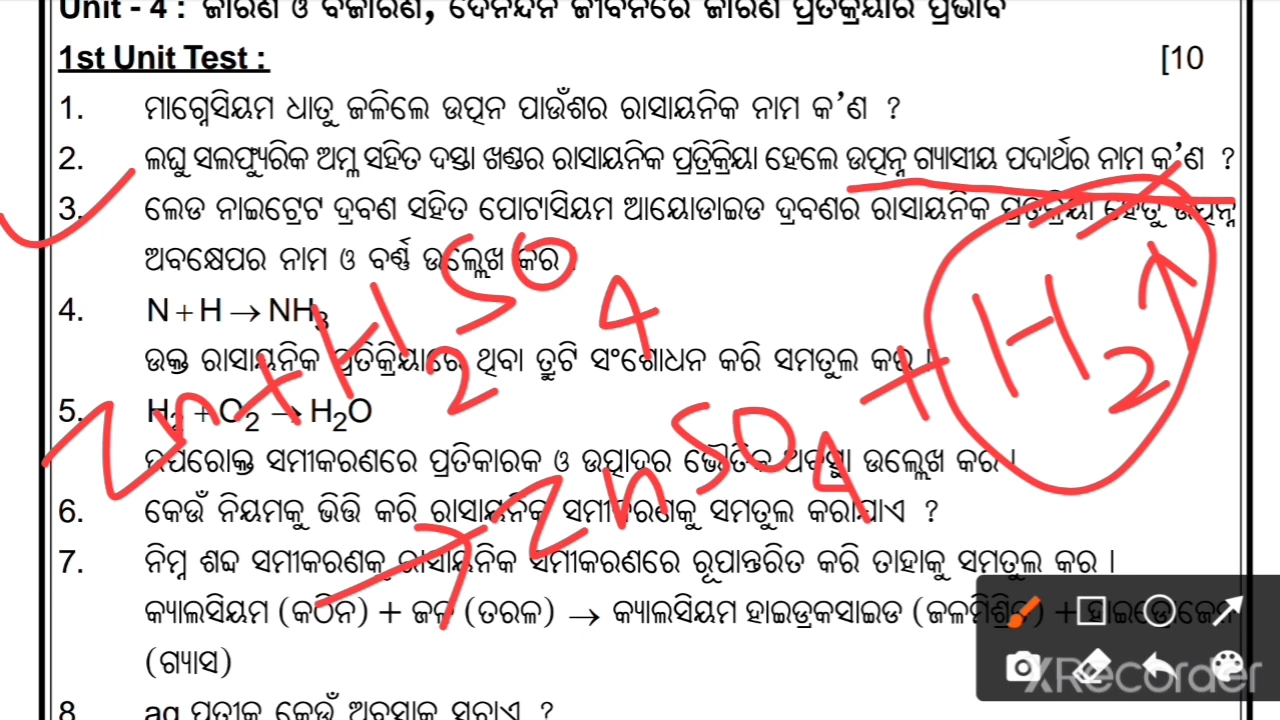 Unit - 4 : ଜାରଣ ଓ ବିଜାରଣ, ଦୈନନ୍ଦିନ ଜୀବନରେ ଜାରଣ ପ୍ରତିକ୍ରିୟାର ପ୍ରଭାବ
1st Unit Test : [10
1. ମାଗ୍ନେସିୟମ ଧାତୁ ଜଳିଲେ ଉତ୍ପନ ପାଉଁଶର ରାସାୟନିକ ନାମ କ'ଣ ?
2. ଲଘୁ ସଲଫ୍ୟୁରିକ ଅମ୍ଳ ସହିତ ଦସ୍ତା ଖଣ୍ଡର ରାସାୟନିକ ପ୍ରତିକ୍ରିୟା ହେଲେ ଉତ୍ପନ୍ନ ଗ୍ୟାସୀୟ ପଦାର୍ଥର ନାମ କ'ଣ ?
3. ଲେଡ ନାଇଟ୍ରେଟ ଦ୍ରବଣ ସହିତ ପୋଟାସିୟମ ଆୟୋଡାଇଡ ଦ୍ରବଣର ରାସାୟନିକ ପ୍ରତିକ୍ରିୟା ହେତୁ ଉତ୍ପନ୍ନ
ଅବକ୍ଷେପର ନାମ ଓ ବର୍ଣ୍ଣ ଉଲ୍ଲେଖ କର ।
4. N + H → NH3
ଉକ୍ତ ରାସାୟନିକ ପ୍ରତିକ୍ରିୟାରେ ଥିବା ତ୍ରୁଟି ସଂଶୋଧନ କରି ସମତୁଲ କର ।
5. H2 + O2 → H2O
ଉପରୋକ୍ତ ସମୀକରଣରେ ପ୍ରତିକାରକ ଓ ଉତ୍ପାଦର ଭୌତିକ ଅବସ୍ଥା ଉଲ୍ଲେଖ କର ।
6. କେଉଁ ନିୟମକୁ ଭିତ୍ତି କରି ରାସାୟନିକ ସମୀକରଣକୁ ସମତୁଲ କରାଯାଏ ?
7. ନିମ୍ନ ଶବ୍ଦ ସମୀକରଣକୁ ରାସାୟନିକ ସମୀକରଣରେ ରୂପାନ୍ତରିତ କରି ତାହାକୁ ସମତୁଲ କର ।
କ୍ୟାଲସିୟମ (କଠିନ) + ଜଳ (ତରଳ) → କ୍ୟାଲସିୟମ ହାଇଡ୍ରକସାଇଡ (ଜଳମିଶ୍ରିତ) + ହାଇଡ୍ରୋଜେନ
(ଗ୍ୟାସ)
8. aq ପ୍ରତୀକ କେଉଁ ଅବସ୍ଥାକୁ ସୂଚାଏ ?
Zn + H2SO4
→ ZnSO4 + H2↑
XRecorder